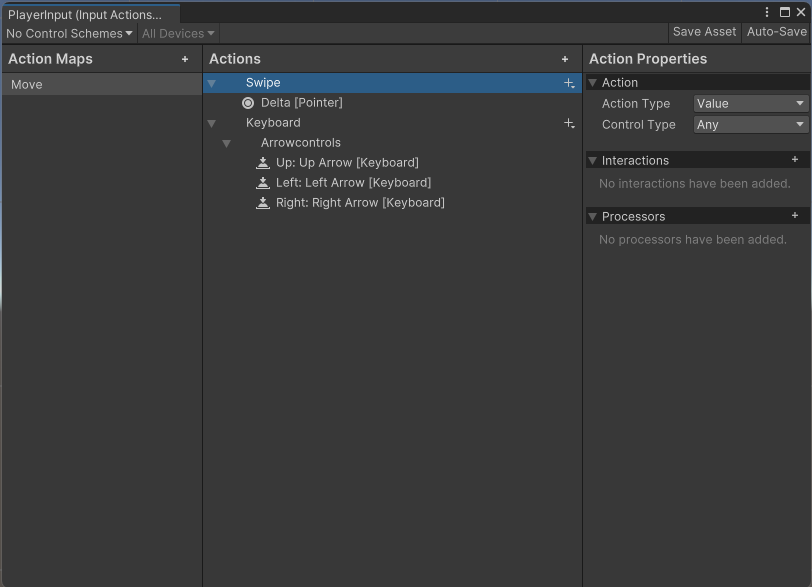 PlayerInput (Input Actions...
No Control Schemes All Devices Save Asset Auto-Save
Action Maps +
Move
Actions +
Swipe
Delta [Pointer]
Keyboard
Arrowcontrols
Up: Up Arrow [Keyboard]
Left: Left Arrow [Keyboard]
Right: Right Arrow [Keyboard]
Action Properties
Action
Action Type Value
Control Type Any
Interactions +
No interactions have been added.
Processors +
No processors have been added.